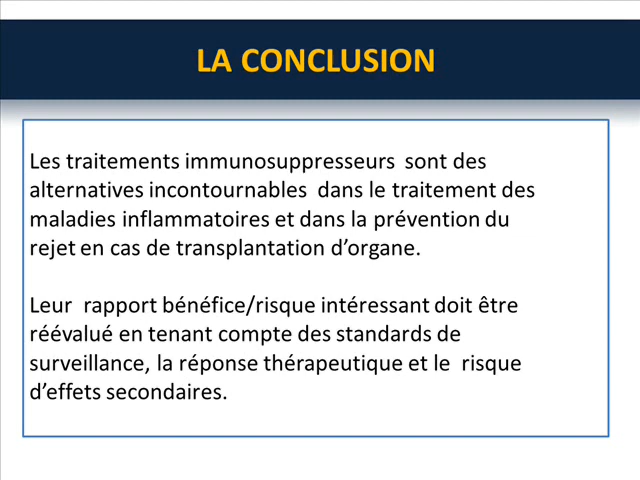 LA CONCLUSION
Les traitements immunosuppresseurs sont des
alternatives incontournables dans le traitement des
maladies inflammatoires et dans la prévention du
rejet en cas de transplantation d’organe.
Leur rapport bénéfice/risque intéressant doit être
réévalué en tenant compte des standards de
surveillance, la réponse thérapeutique et le risque
d’effets secondaires.